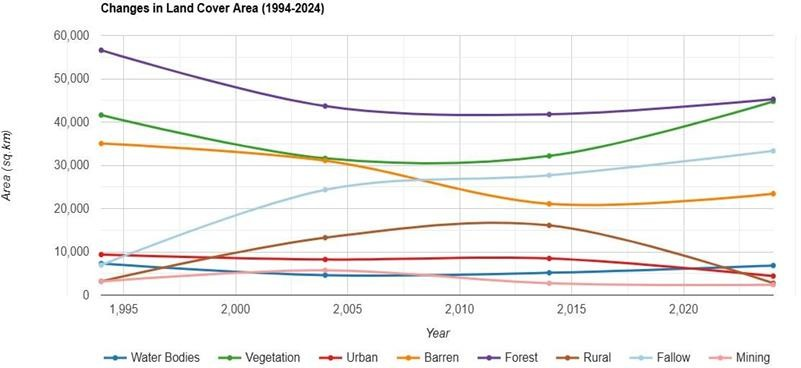 Changes in Land Cover Area (1994-2024)
60,000
50,000
40,000
30,000
20,000
10,000
0
Area (sq.km)
1,995 2,000 2,005 2,010 2,015 2,020
Year
Water Bodies Vegetation Urban Barren Forest Rural Fallow Mining